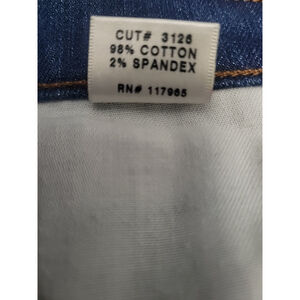 CUT# 3126
98% COTTON
2% SPANDEX
RN# 117965